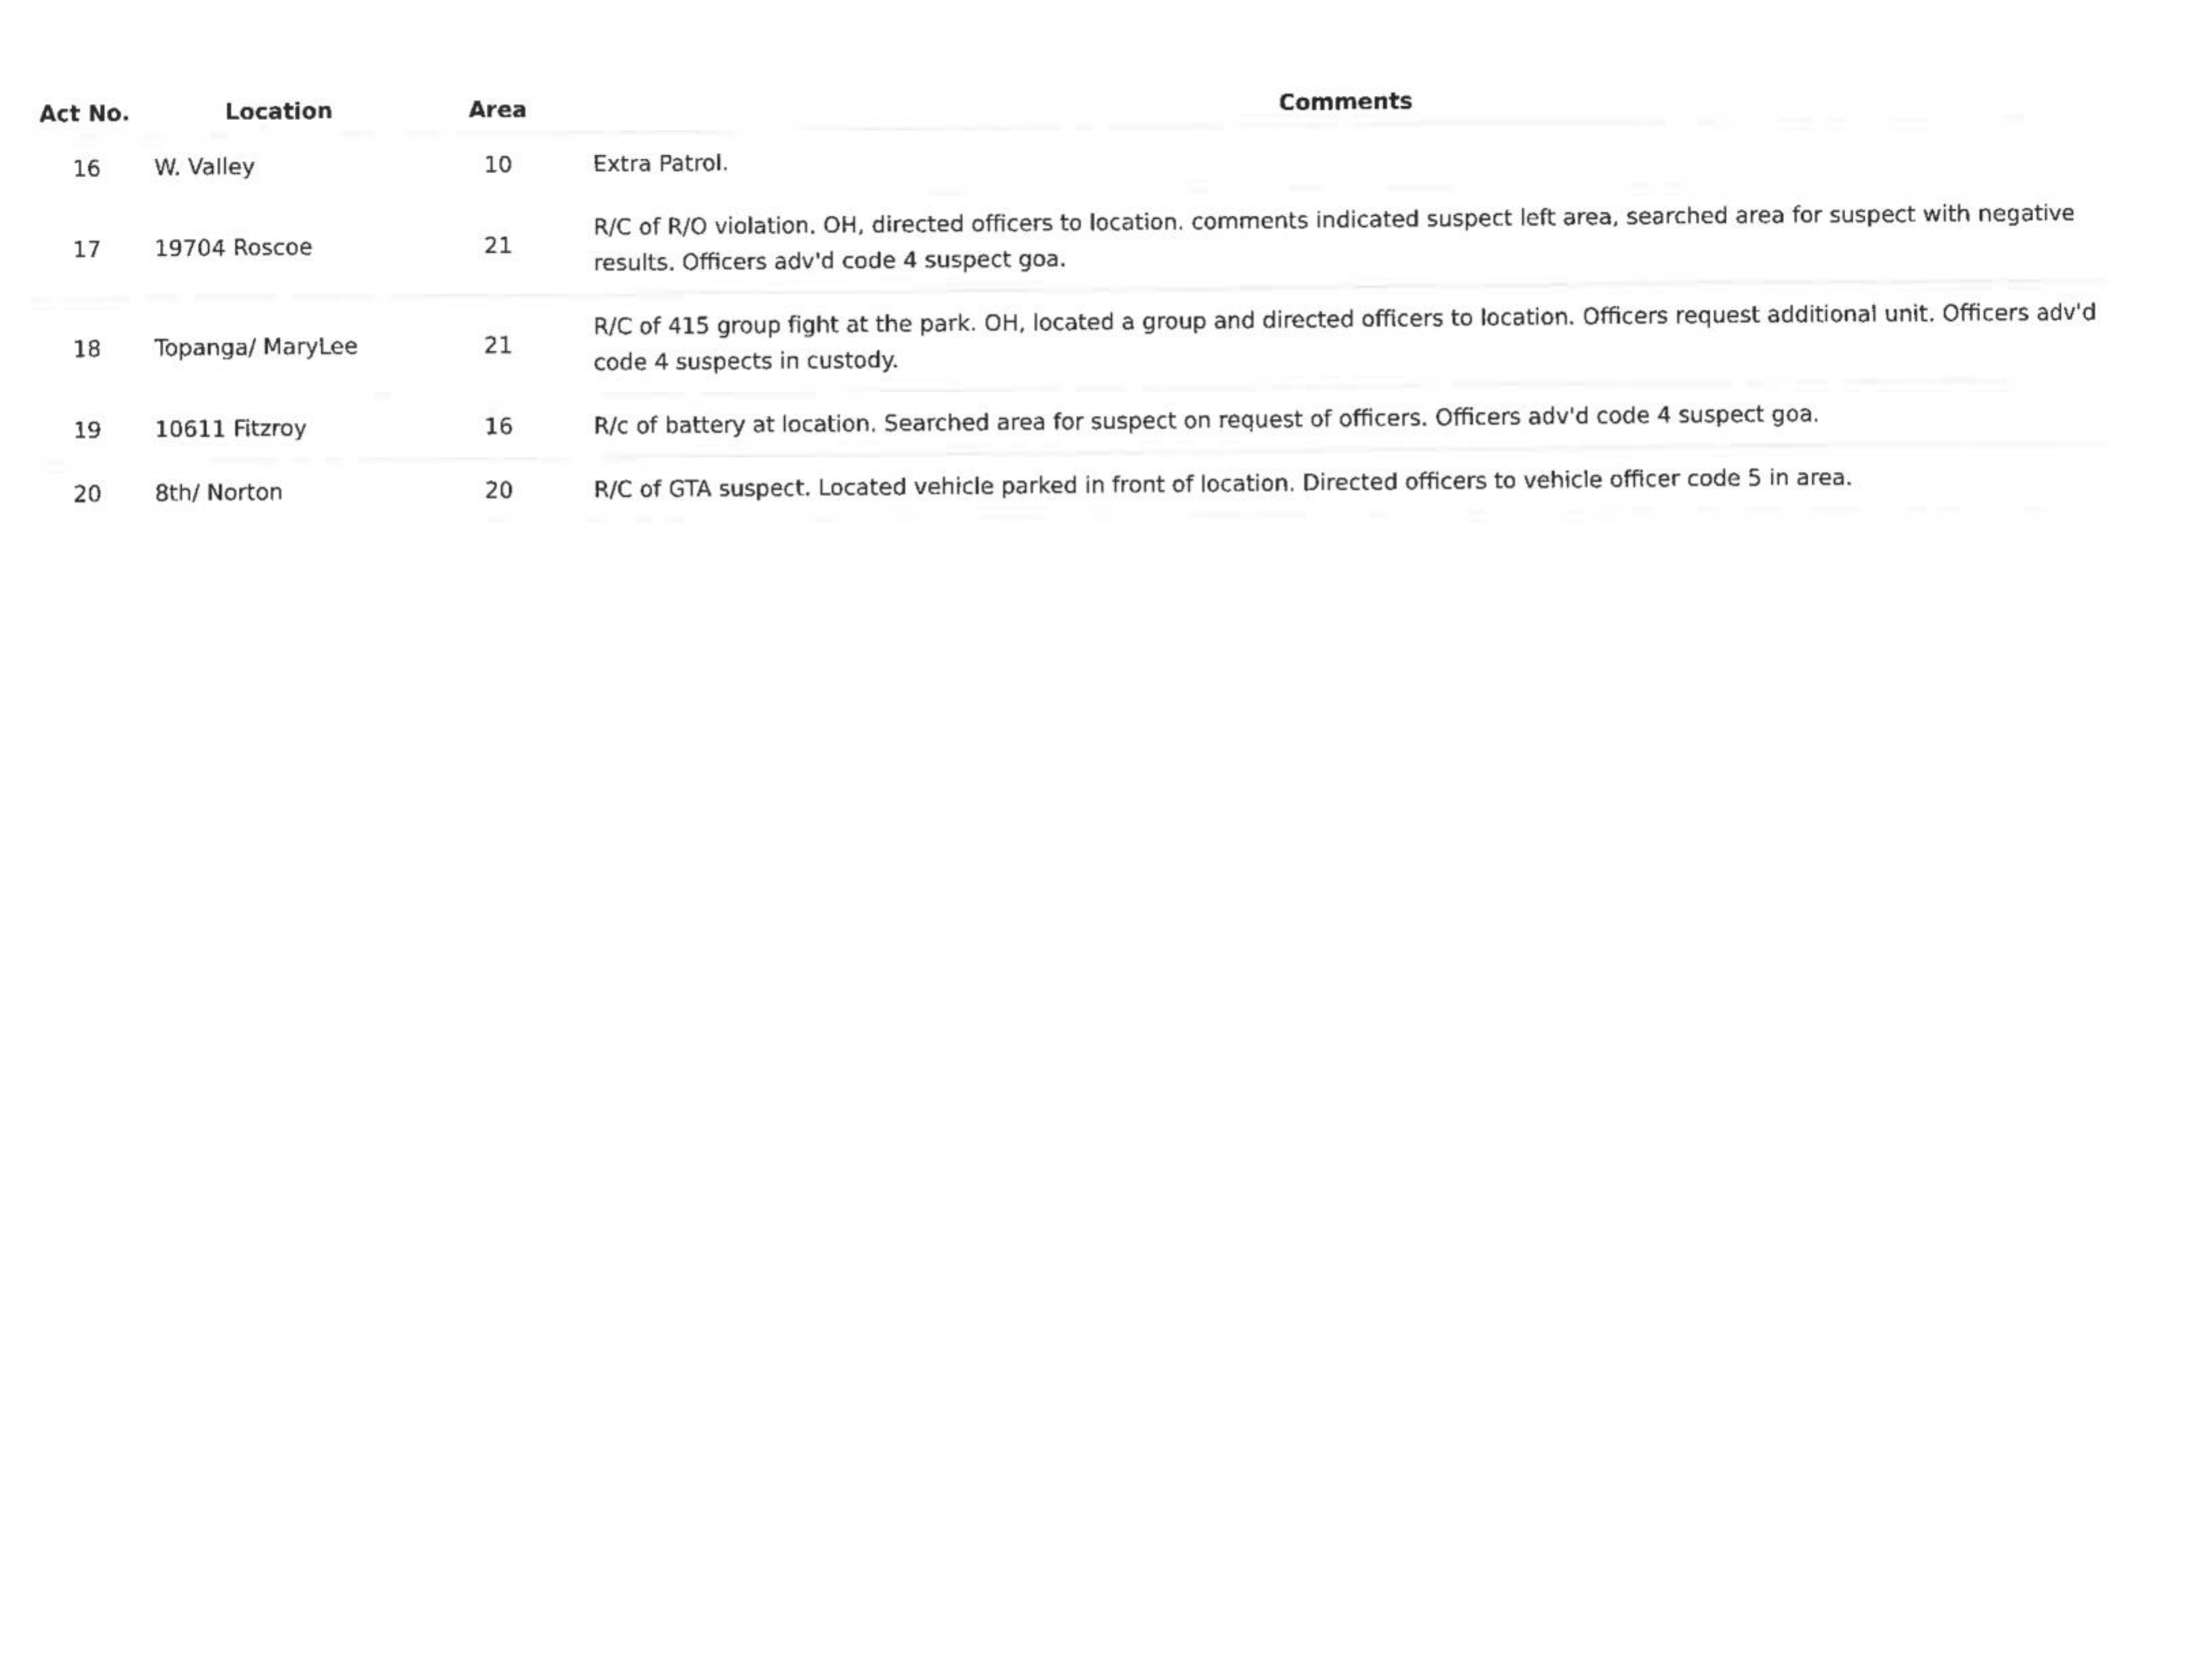 Act No. Location Area Comments
16 W. Valley 10 Extra Patrol.
17 19704 Roscoe 21 R/C of R/O violation. OH, directed officers to location. comments indicated suspect left area, searched area for suspect with negative
results. Officers adv'd code 4 suspect goa.
18 Topanga/ MaryLee 21 R/C of 415 group fight at the park. OH, located a group and directed officers to location. Officers request additional unit. Officers adv'd
code 4 suspects in custody.
19 10611 Fitzroy 16 R/c of battery at location. Searched area for suspect on request of officers. Officers adv'd code 4 suspect goa.
20 8th/ Norton 20 R/C of GTA suspect. Located vehicle parked in front of location. Directed officers to vehicle officer code 5 in area.